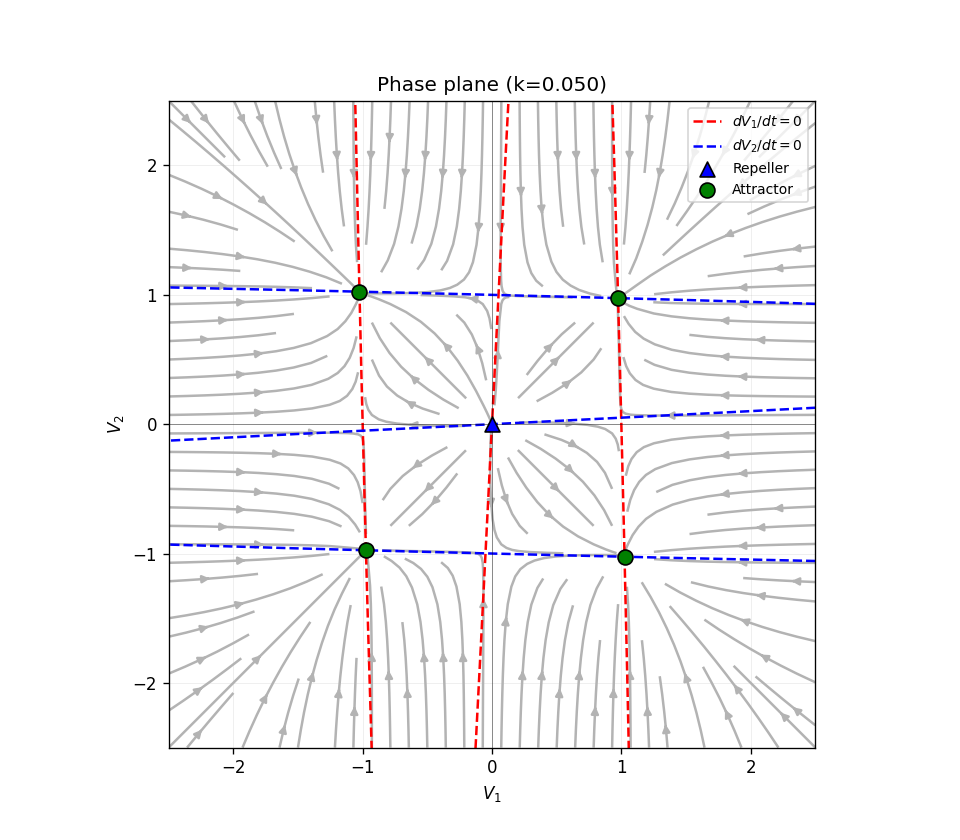 Phase plane (k=0.050)
dV₁/dt = 0
dV₂/dt = 0
Repeller
Attractor
V₂
2
1
0
−1
−2
−2
−1
0
1
2
V₁